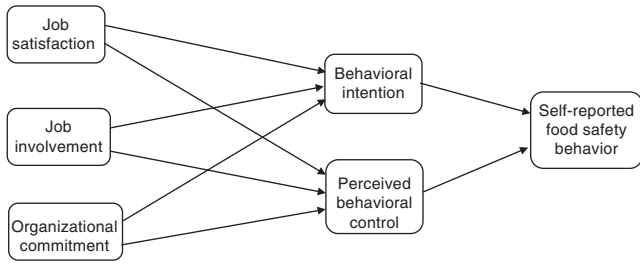 Job
satisfaction
Behavioral
intention
Self-reported
food safety
behavior
Job
involvement
Perceived
behavioral
control
Organizational
commitment